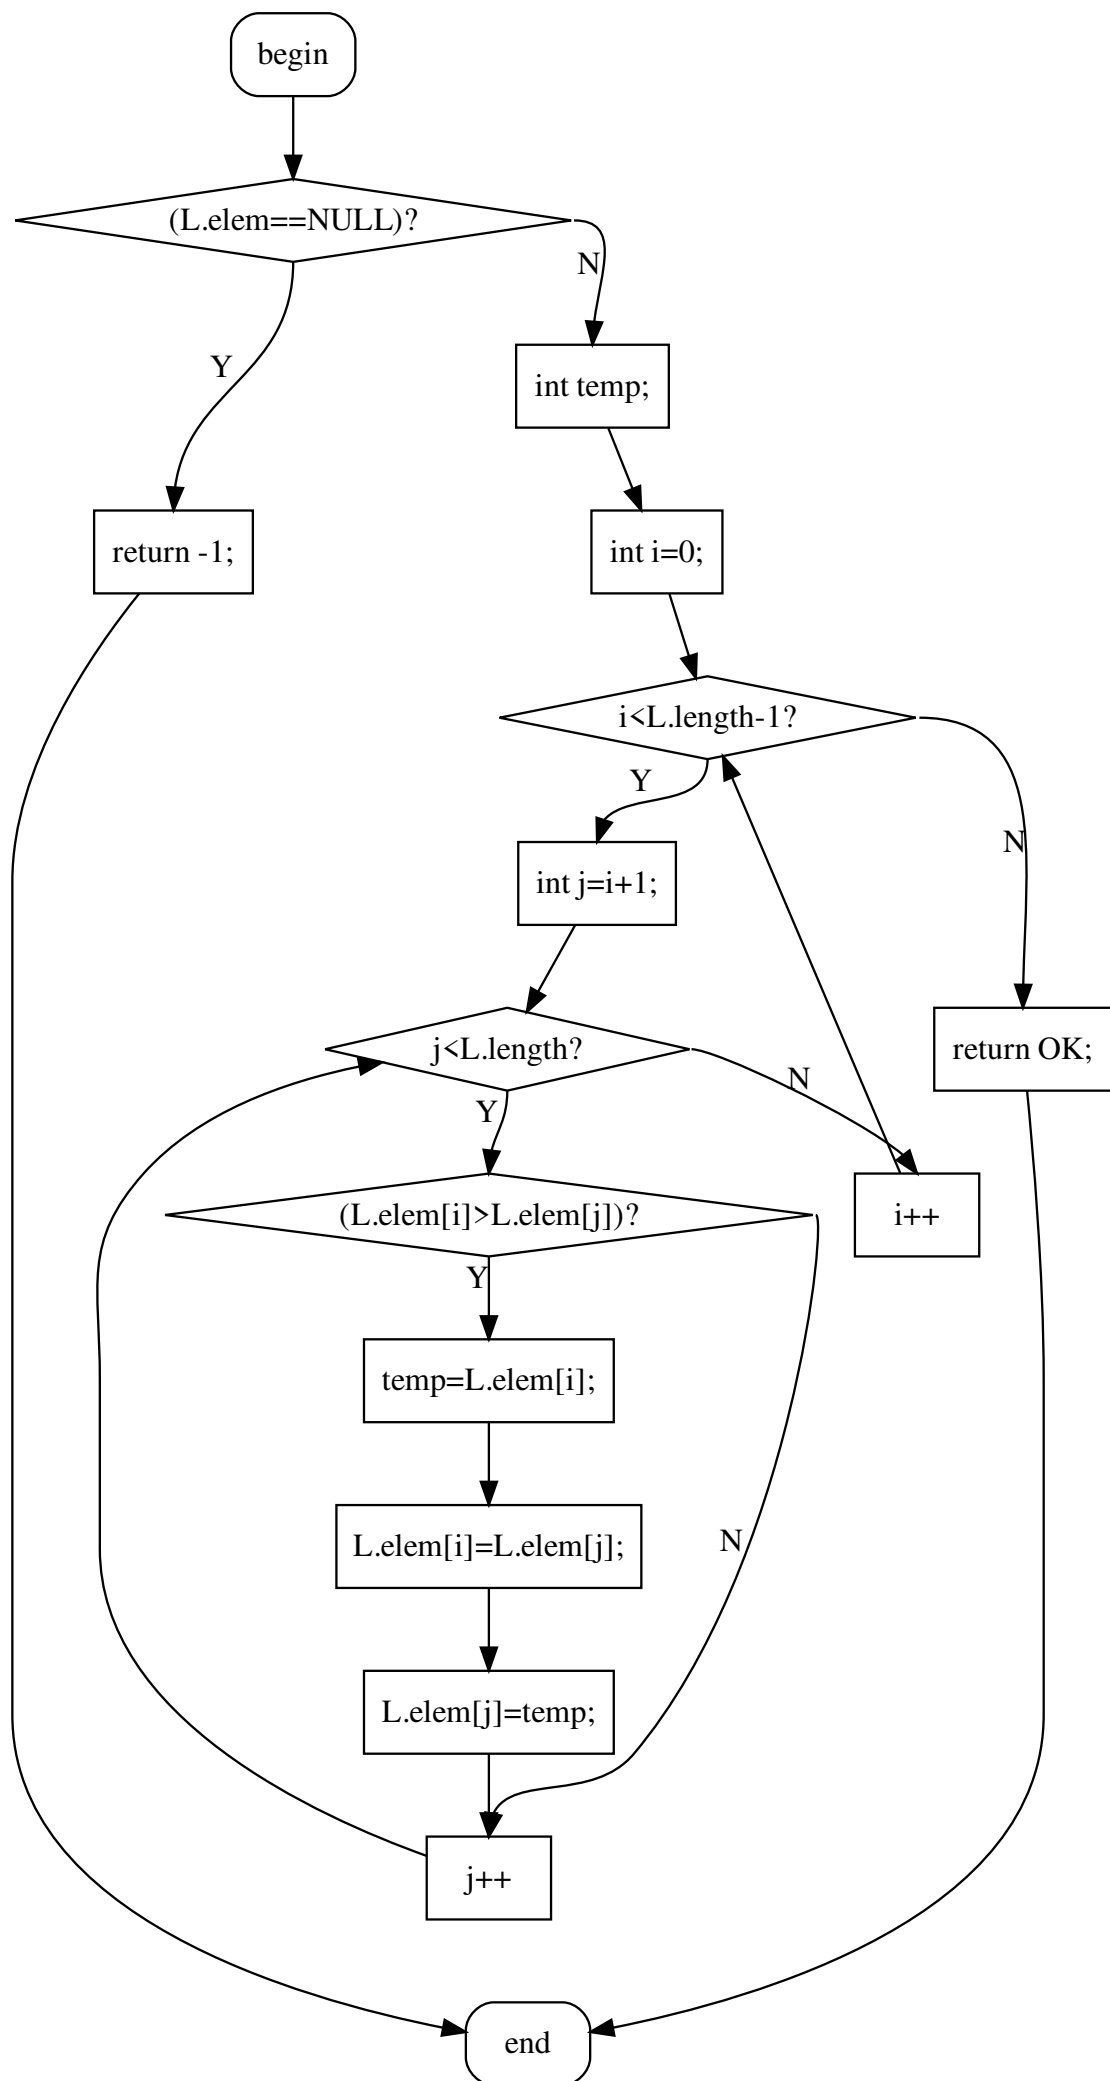 begin
(L.elem==NULL)?
N
Y
int temp;
return -1;
int i=0;
i<L.length-1?
Y
N
int j=i+1;
j<L.length?
return OK;
N
Y
(L.elem[i]>L.elem[j])?
i++
Y
temp=L.elem[i];
L.elem[i]=L.elem[j];
N
L.elem[j]=temp;
j++
end